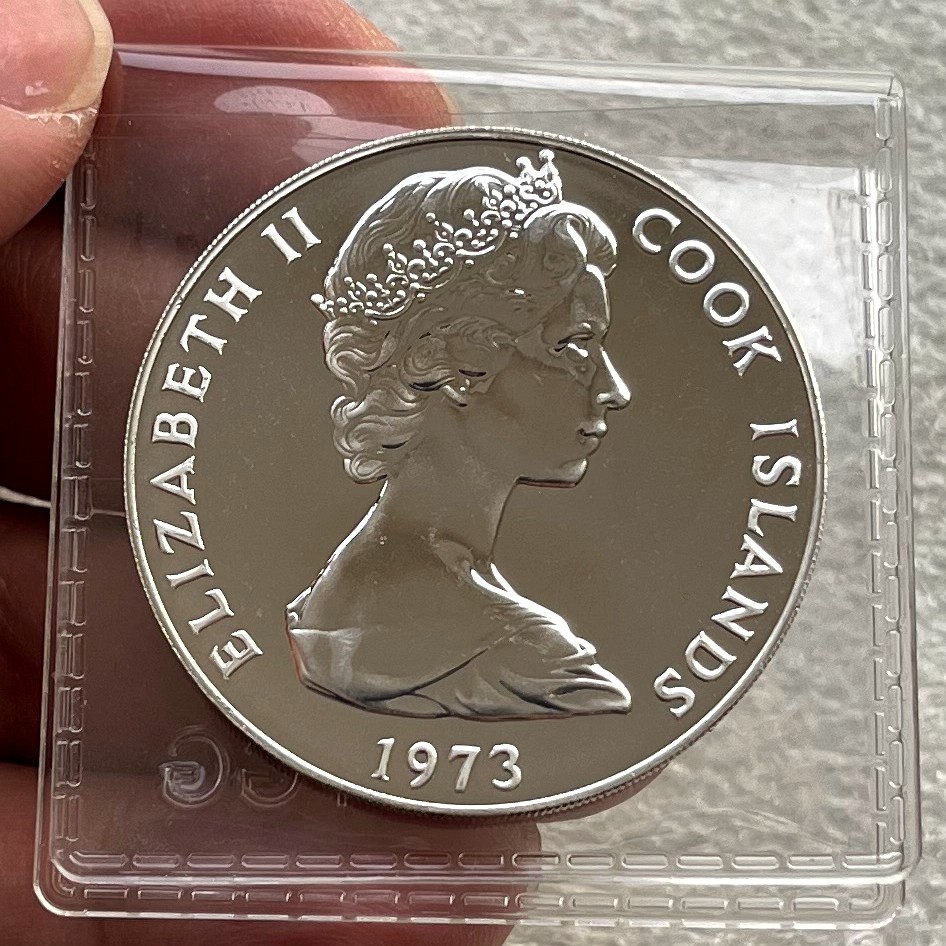 ELIZABETH II
COOK ISLANDS
1973